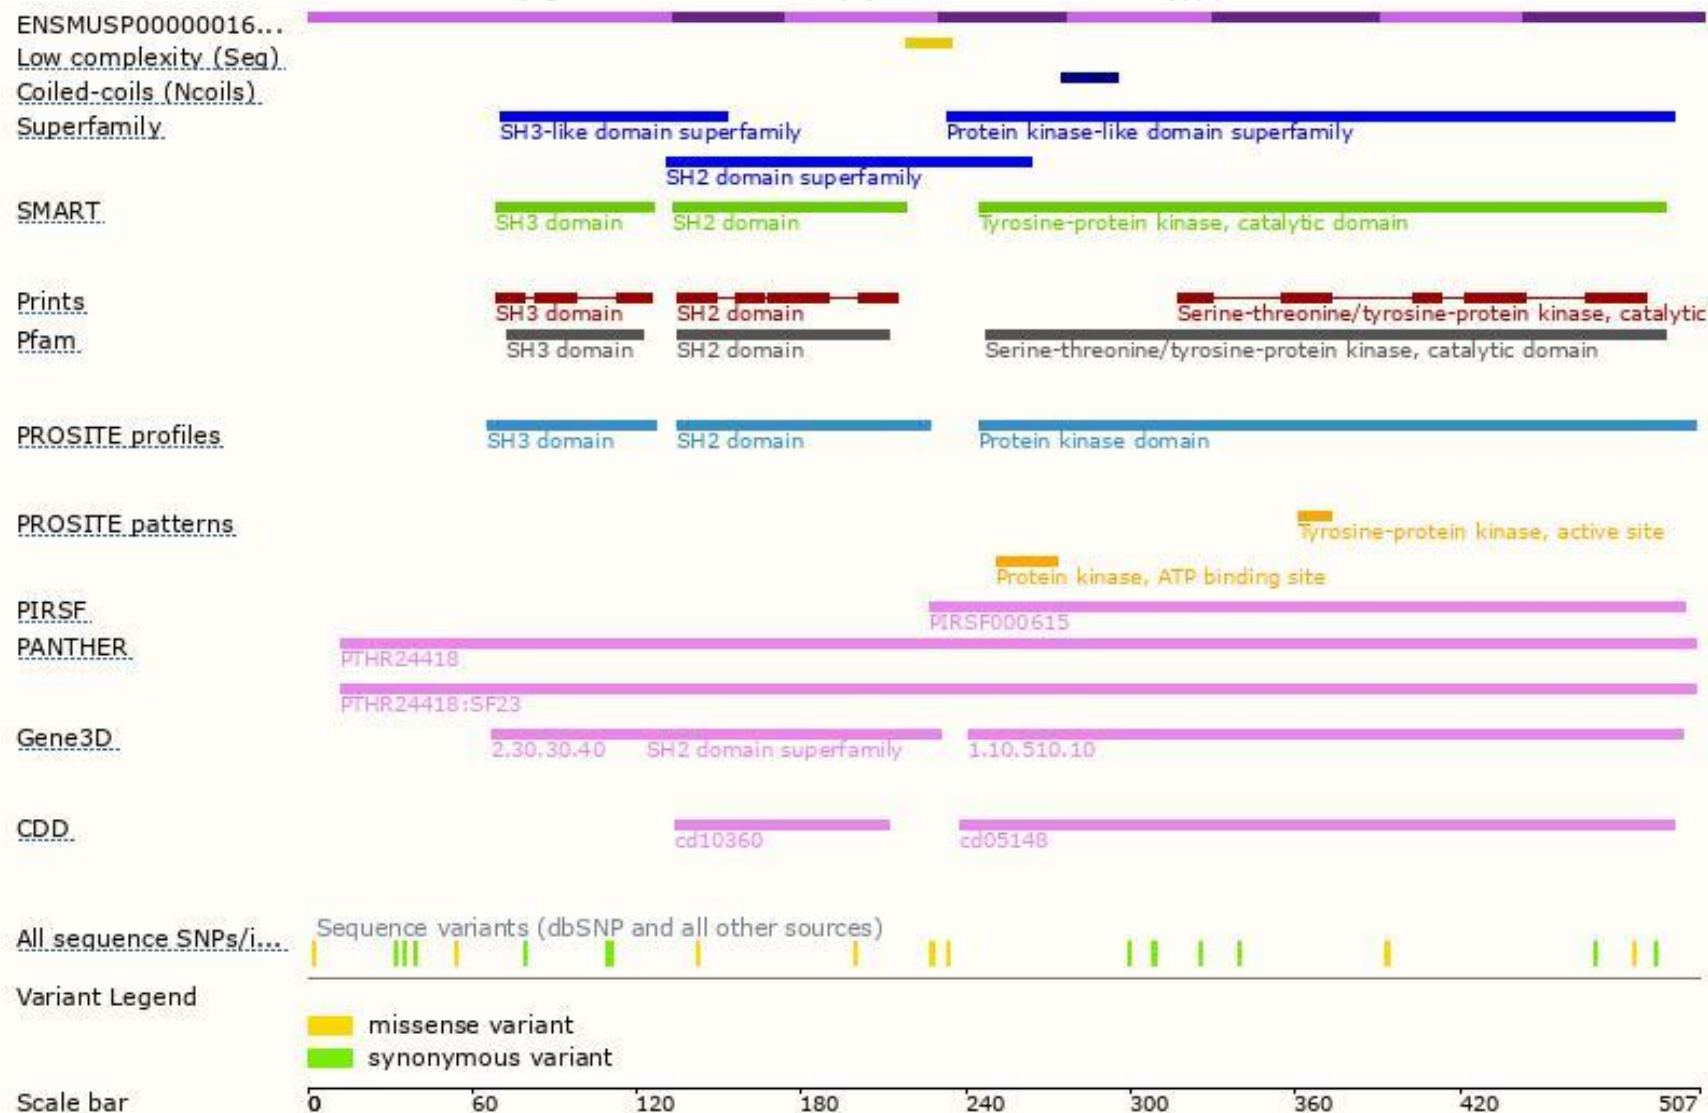 ENSMUSP00000016...
Low complexity (Seg)
Coiled-coils (Ncoils)
Superfamily
SH3-like domain superfamily Protein kinase-like domain superfamily
SH2 domain superfamily
SMART
SH3 domain SH2 domain Tyrosine-protein kinase, catalytic domain
Prints
SH3 domain SH2 domain Serine-threonine/tyrosine-protein kinase, catalytic
Pfam
SH3 domain SH2 domain Serine-threonine/tyrosine-protein kinase, catalytic domain
PROSITE profiles
SH3 domain SH2 domain Protein kinase domain
PROSITE patterns
Tyrosine-protein kinase, active site
Protein kinase, ATP binding site
PIRSF
PIRSF000615
PANTHER
PTHR24418
PTHR24418:SF23
Gene3D
2.30.30.40 SH2 domain superfamily 1.10.510.10
CDD
cd10360 cd05148
Sequence variants (dbSNP and all other sources)
All sequence SNPs/i...
Variant Legend
missense variant
synonymous variant
Scale bar 0 60 120 180 240 300 360 420 507